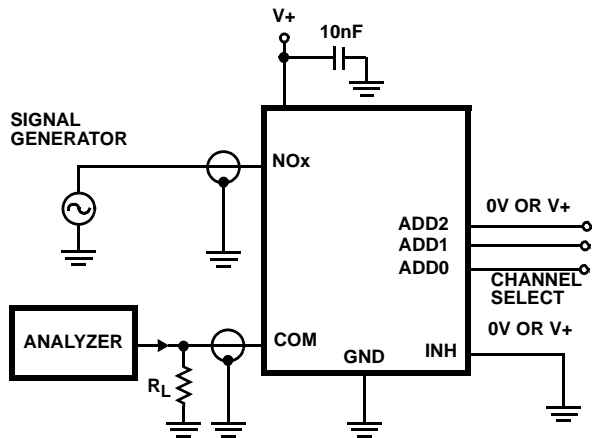 V+
10nF
SIGNAL
GENERATOR
NOx
ADD2
0V OR V+
ADD1
ADD0
CHANNEL
SELECT
0V OR V+
ANALYZER
COM
GND
INH
RL